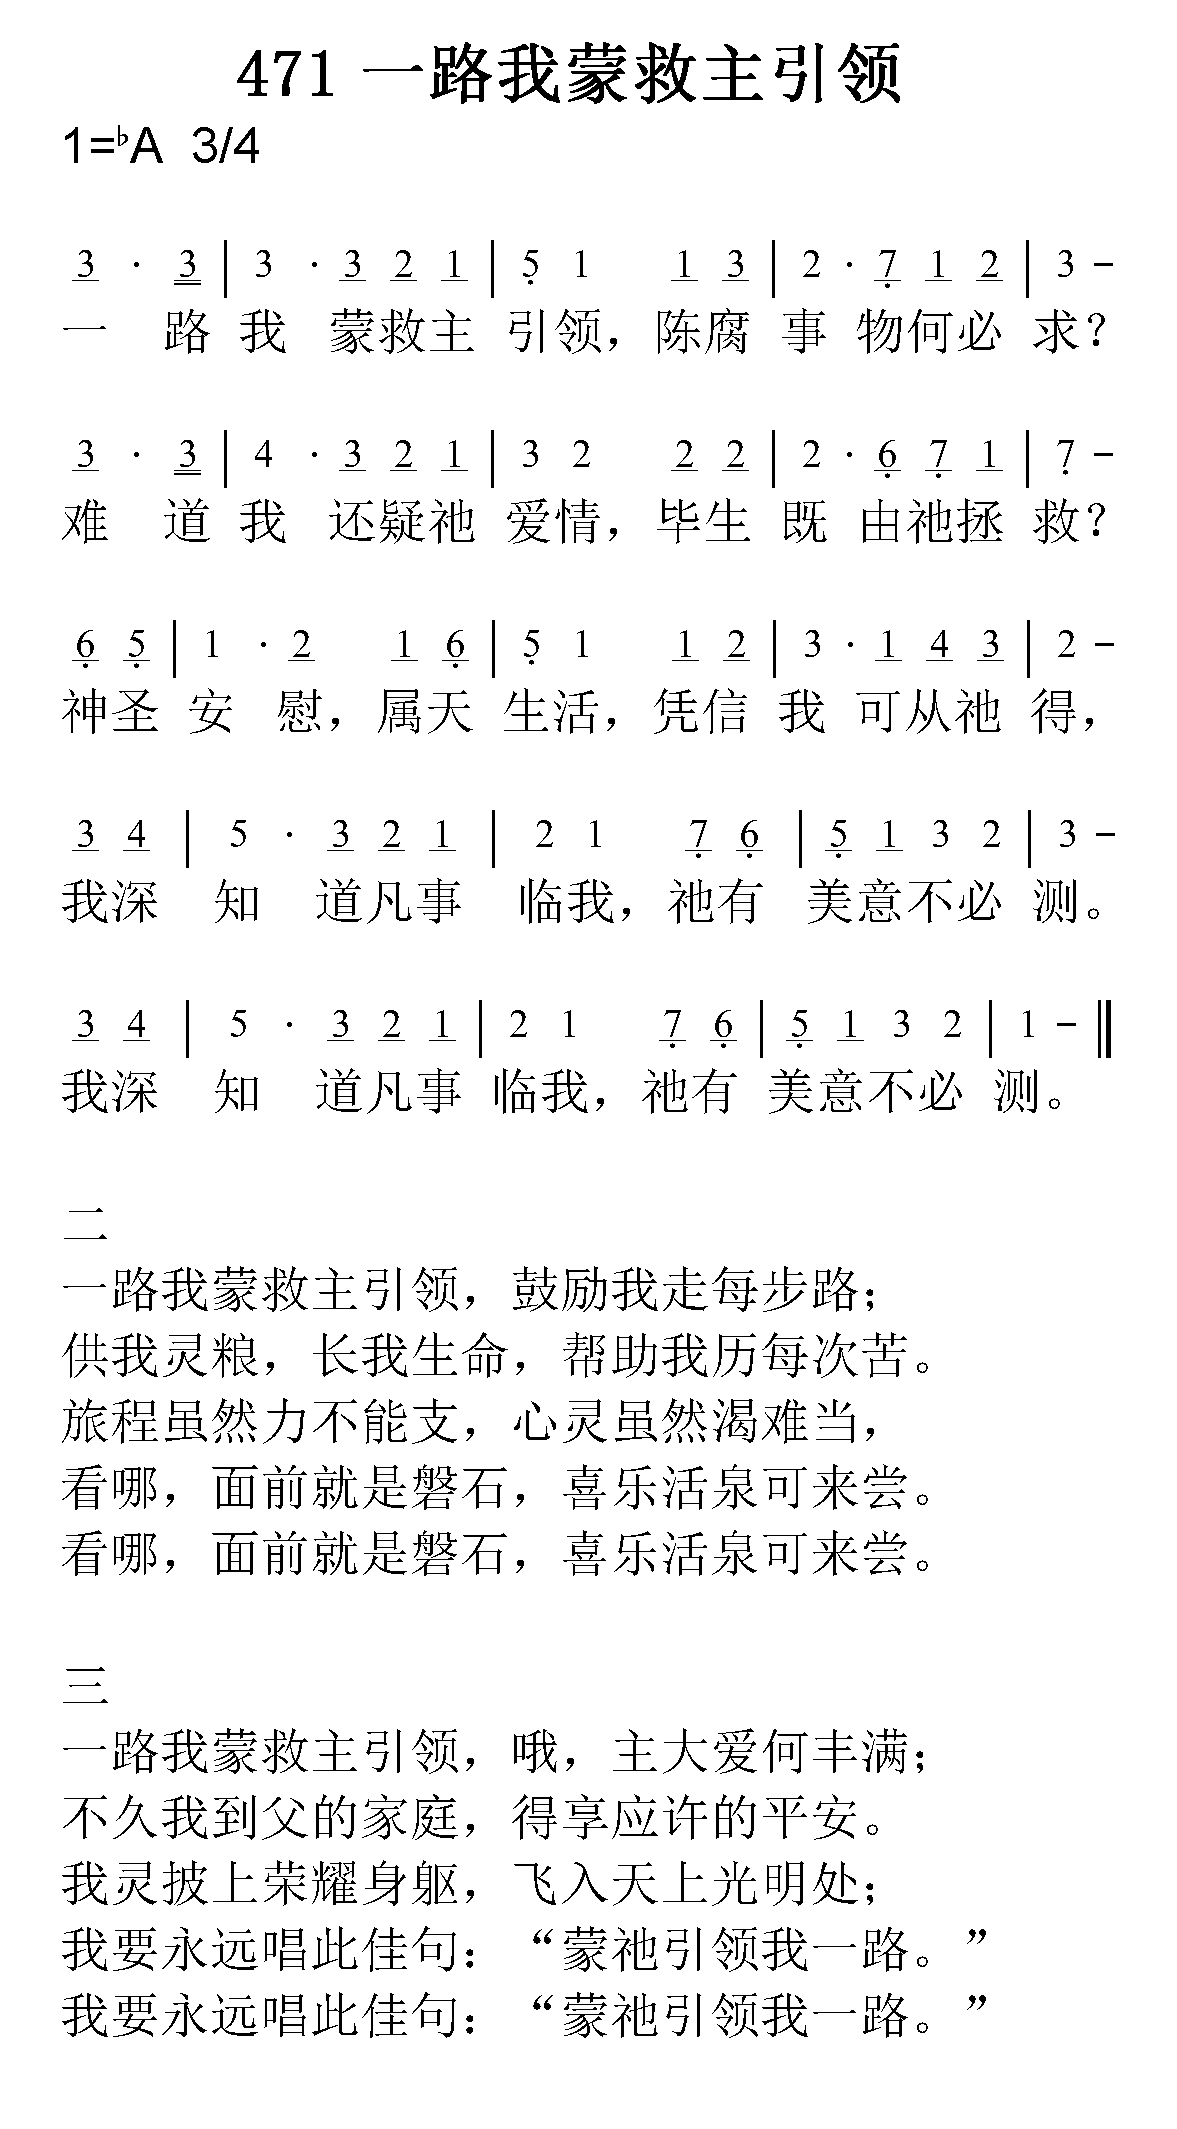 471 一路我蒙救主引领
1=♭A 3/4
3 · 3 | 3 · 3 2 1 | 5 1 1 3 | 2 · 7 1 2 | 3 –
一 路 我 蒙救主 引领，陈腐 事 物何必 求？
3 · 3 | 4 · 3 2 1 | 3 2 2 2 | 2 · 6 7 1 | 7 –
难 道 我 还疑祂 爱情，毕生 既 由祂拯 救？
6 5 | 1 · 2 1 6 | 5 1 1 2 | 3 · 1 4 3 | 2 –
神圣 安 慰，属天 生活，凭信 我 可从祂 得，
3 4 | 5 · 3 2 1 | 2 1 7 6 | 5 1 3 2 | 3 –
我深 知 道凡事 临我，祂有 美意不必 测。
3 4 | 5 · 3 2 1 | 2 1 7 6 | 5 1 3 2 | 1 – ‖
我深 知 道凡事 临我，祂有 美意不必 测。
二
一路我蒙救主引领，鼓励我走每步路；
供我灵粮，长我生命，帮助我历每次苦。
旅程虽然力不能支，心灵虽然渴难当，
看哪，面前就是磐石，喜乐活泉可来尝。
看哪，面前就是磐石，喜乐活泉可来尝。
三
一路我蒙救主引领，哦，主大爱何丰满；
不久我到父的家庭，得享应许的平安。
我灵披上荣耀身躯，飞入天上光明处；
我要永远唱此佳句：“蒙祂引领我一路。”
我要永远唱此佳句：“蒙祂引领我一路。”